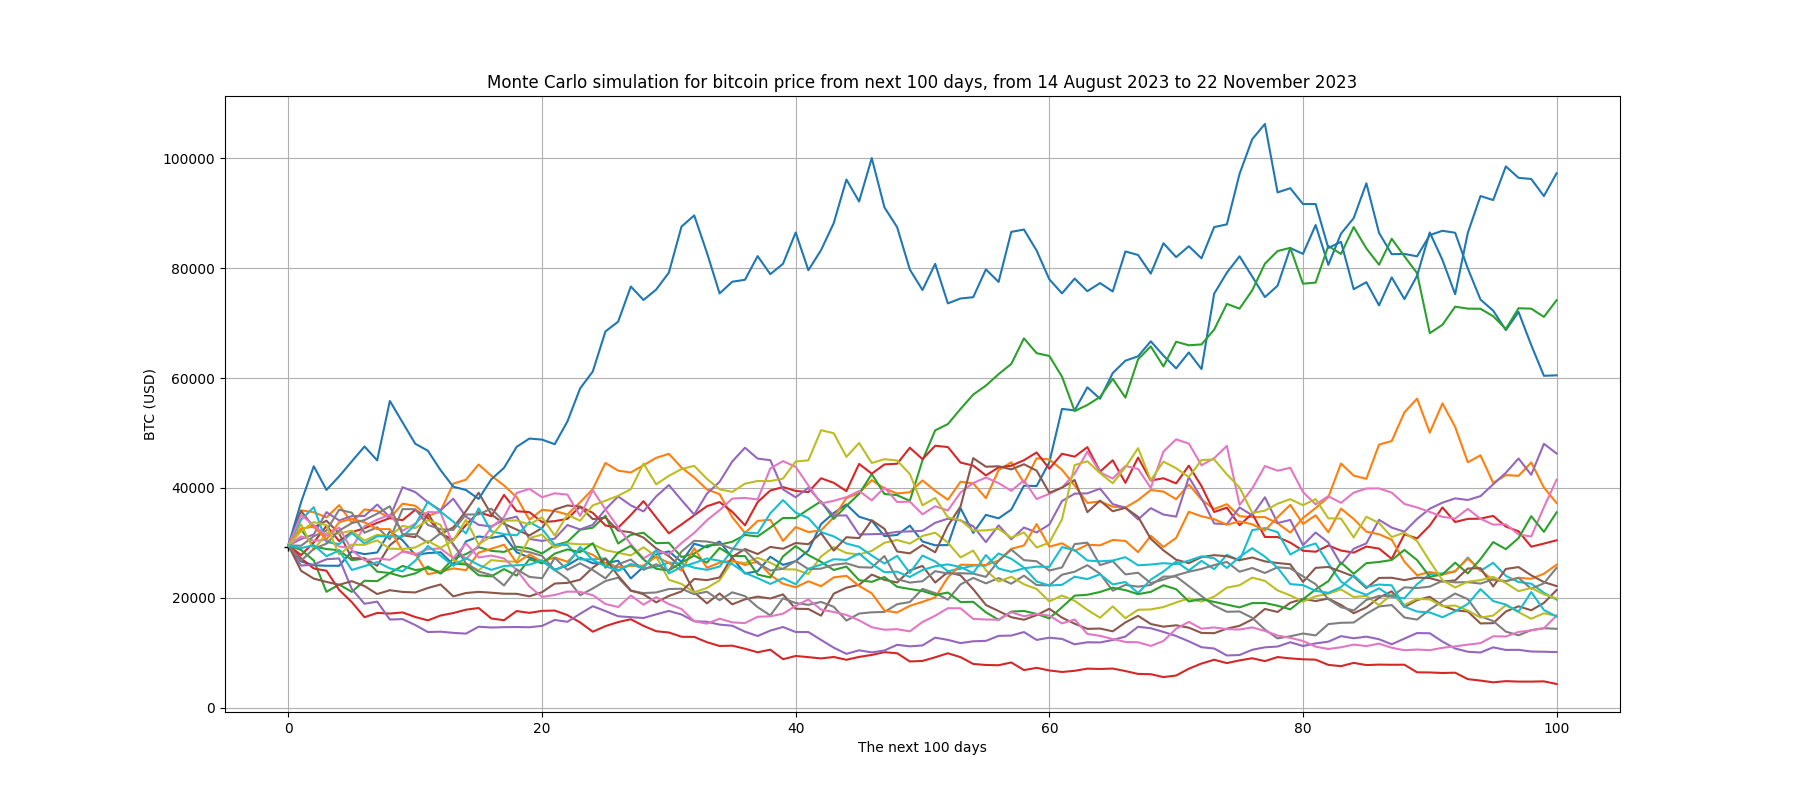 Monte Carlo simulation for bitcoin price from next 100 days, from 14 August 2023 to 22 November 2023
100000
80000
60000
40000
20000
0
BTC (USD)
0 20 40 60 80 100
The next 100 days